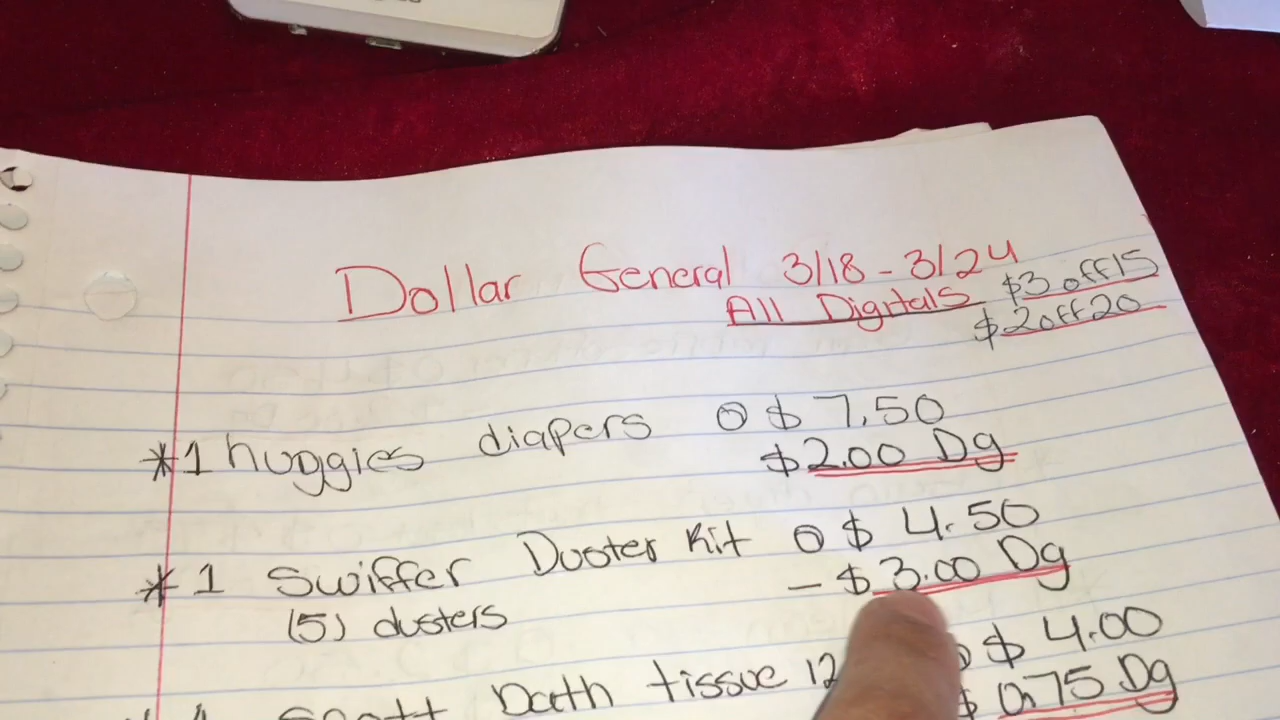 Dollar General 3/18 - 3/24
All Digitals $3 off 15
$2 off 20
*1 huggies diapers @ $7.50
$2.00 Dg
*1 Swiffer Duster Kit @ $4.50
- $3.00 Dg
(5) dusters
Scott bath tissue 12 $4.00
$0.75 Dg